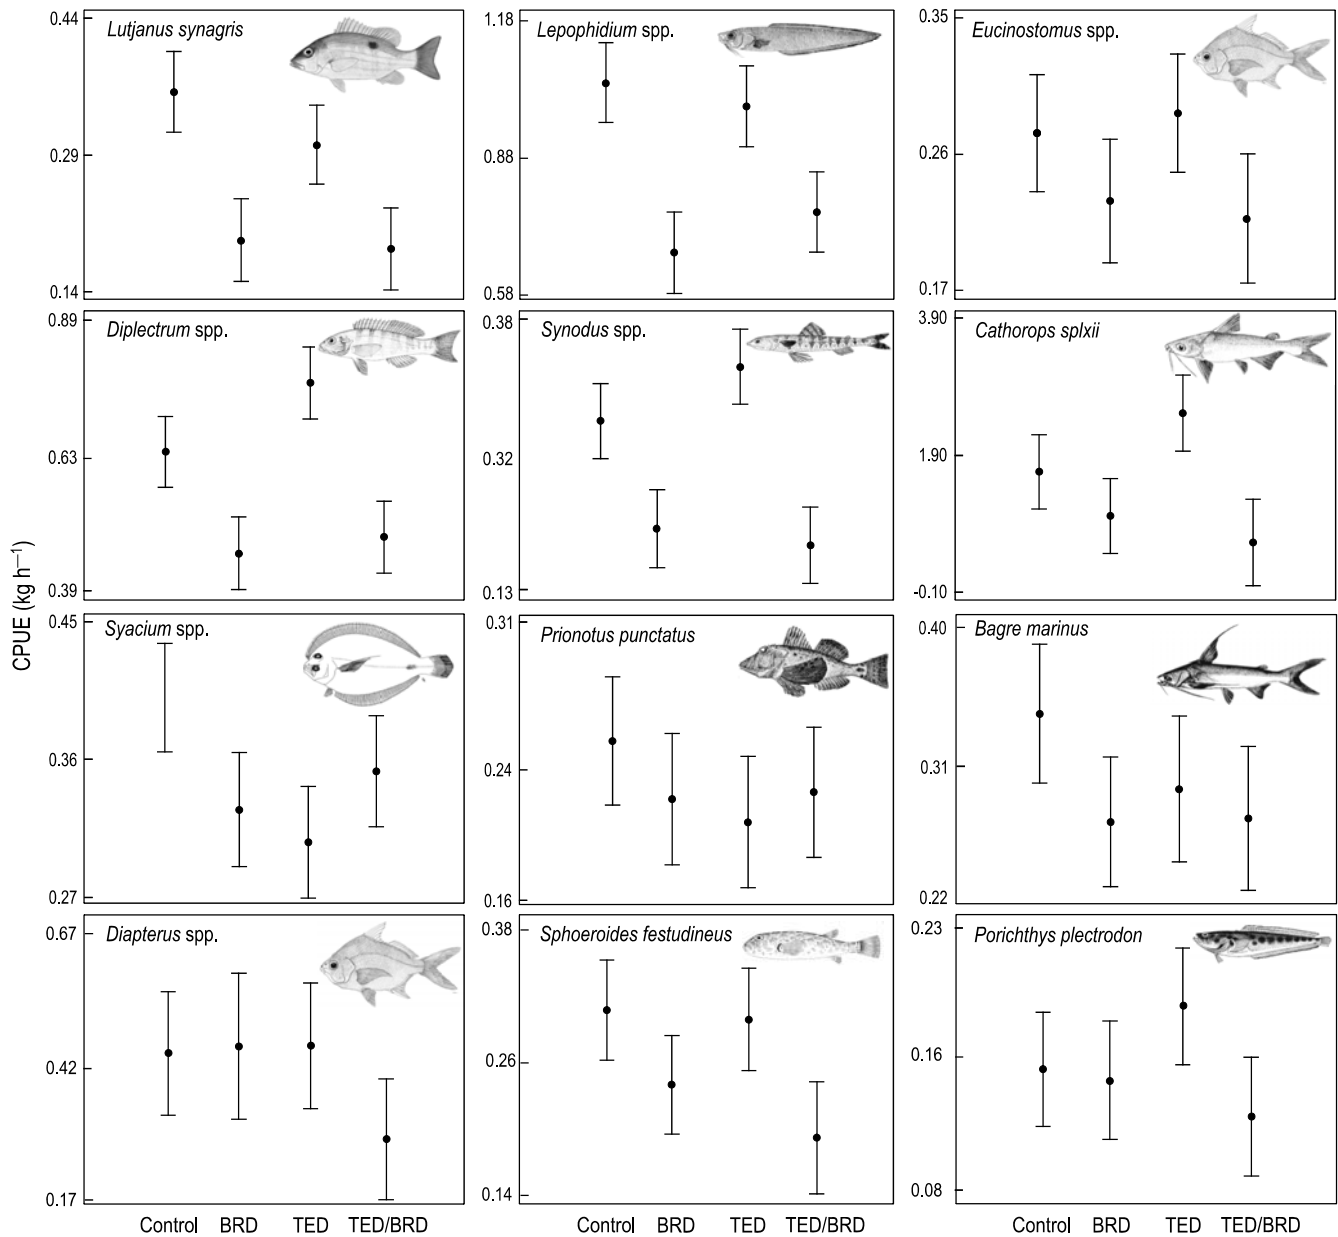 0.44
Lutjanus synagris
0.29
0.14
1.18
Lepophidium spp.
0.88
0.58
0.35
Eucinostomus spp.
0.26
0.17
0.89
Diplectrum spp.
0.63
0.39
0.38
Synodus spp.
0.32
0.13
3.90
Cathorops splxii
1.90
-0.10
CPUE (kg h—1)
0.45
Syacium spp.
0.36
0.27
0.31
Prionotus punctatus
0.24
0.16
0.40
Bagre marinus
0.31
0.22
0.67
Diapterus spp.
0.42
0.17
0.38
Sphoeroides festudineus
0.26
0.14
0.23
Porichthys plectrodon
0.16
0.08
Control BRD TED TED/BRD
Control BRD TED TED/BRD
Control BRD TED TED/BRD